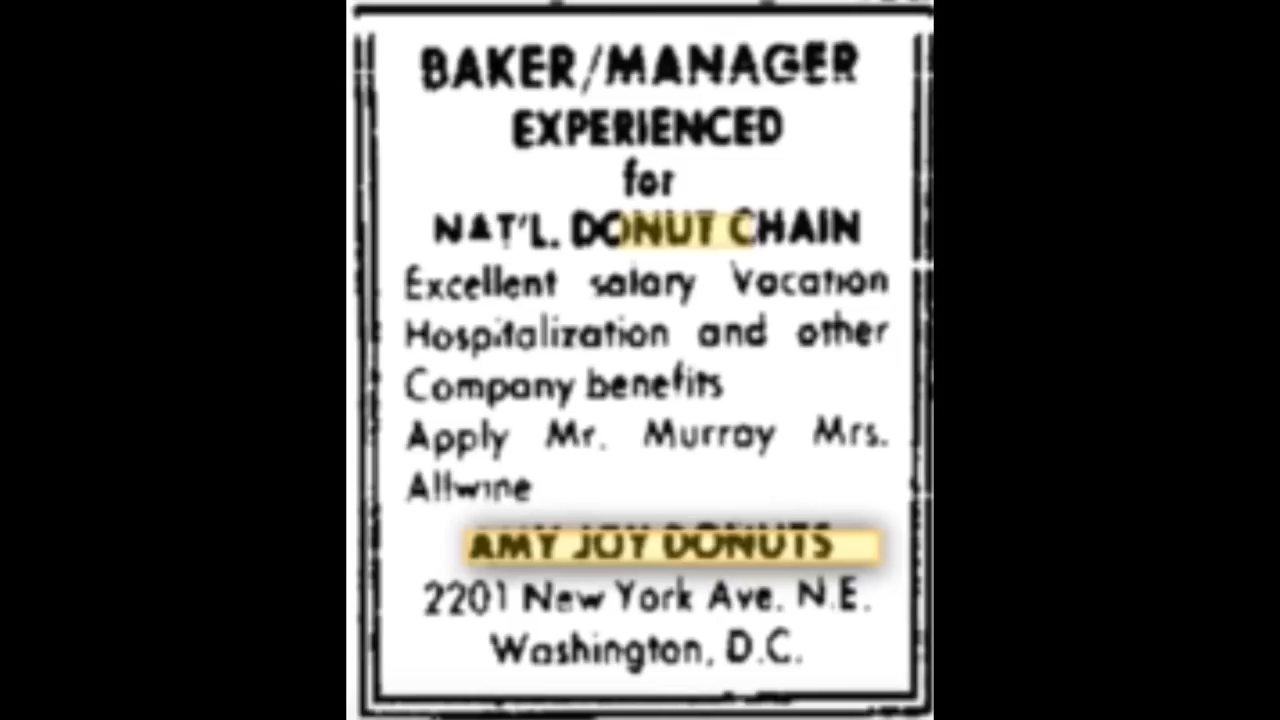 BAKER/MANAGER
EXPERIENCED
for
NAT'L. DONUT CHAIN
Excellent salary Vacation
Hospitalization and other
Company benefits
Apply Mr. Murray Mrs.
Allwine
AMY JOY DONUTS
2201 New York Ave. N.E.
Washington, D.C.